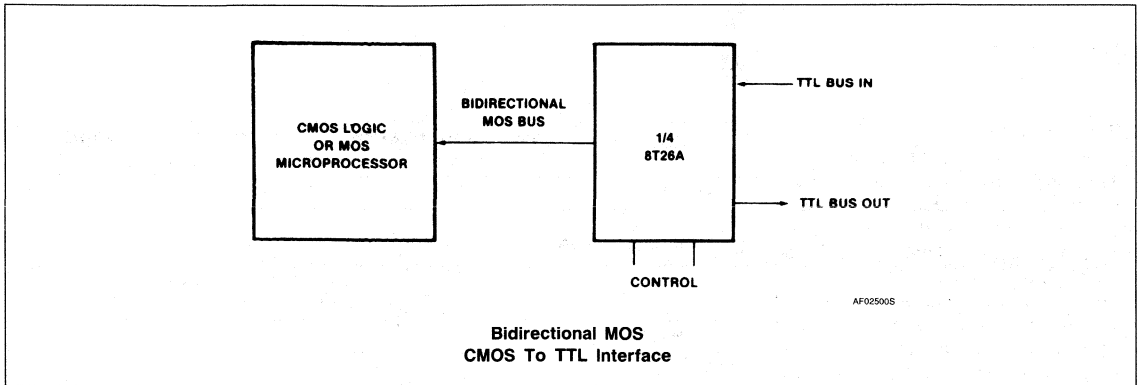 CMOS LOGIC
OR MOS
MICROPROCESSOR
BIDIRECTIONAL
MOS BUS
1/4
8T26A
TTL BUS IN
TTL BUS OUT
CONTROL
AF02500S
Bidirectional MOS
CMOS To TTL Interface